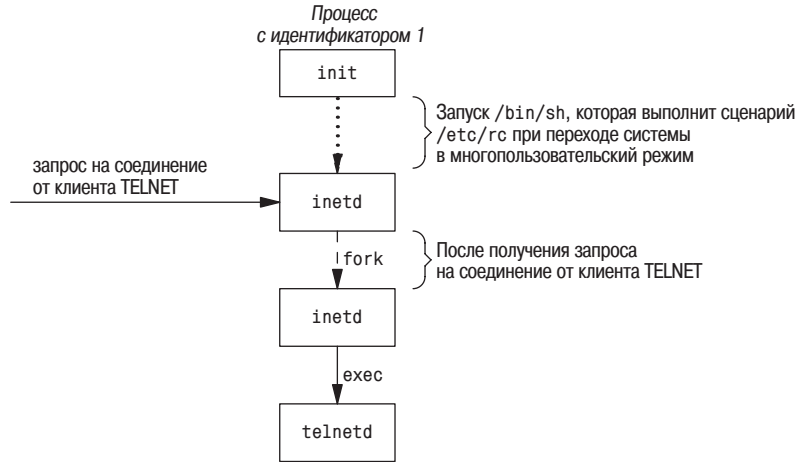 Процесс
с идентификатором 1
init
Запуск /bin/sh, которая выполнит сценарий
/etc/rc при переходе системы
в многопользовательский режим
запрос на соединение
от клиента TELNET
inetd
fork
После получения запроса
на соединение от клиента TELNET
inetd
exec
telnetd